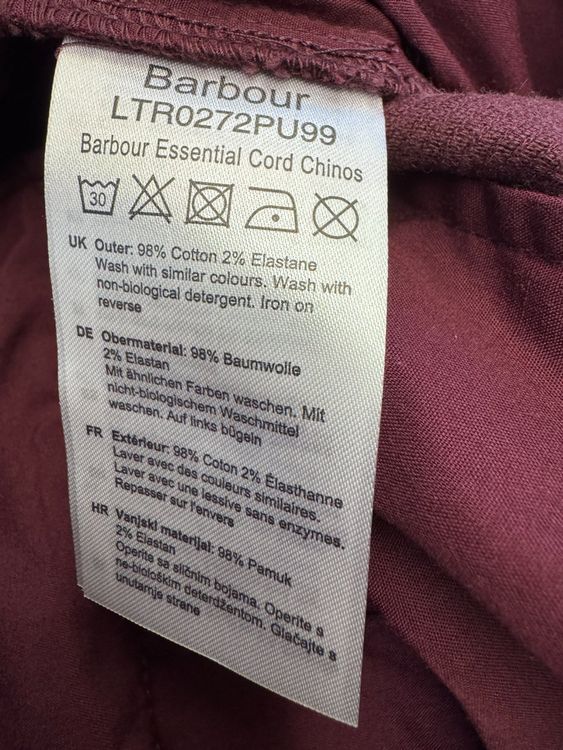 Barbour
LTR0272PU99
Barbour Essential Cord Chinos
30
UK Outer: 98% Cotton 2% Elastane
Wash with similar colours. Wash with
non-biological detergent. Iron on
reverse
DE Obermaterial: 98% Baumwolle
2% Elastan
Mit ähnlichen Farben waschen. Mit
nicht-biologischem Waschmittel
waschen. Auf links bügeln
FR Extérieur: 98% Coton 2% Élasthanne
Laver avec des couleurs similaires.
Laver avec une lessive sans enzymes.
Repasser sur l'envers
HR Vanjski materijal: 98% Pamuk
2% Elastan
Operite sa sličnim bojama. Operite s
ne-biološkim deterdžentom. Glačajte s
unutarnje strane